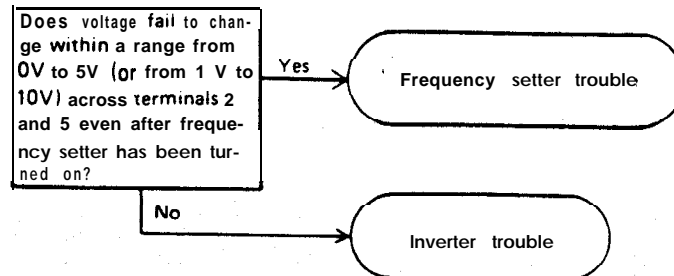 Does voltage fail to chan-
ge within a range from
0V to 5V (or from 1 V to
10V) across terminals 2
and 5 even after freque-
ncy setter has been tur-
ned on?
Yes
Frequency setter trouble
No
Inverter trouble